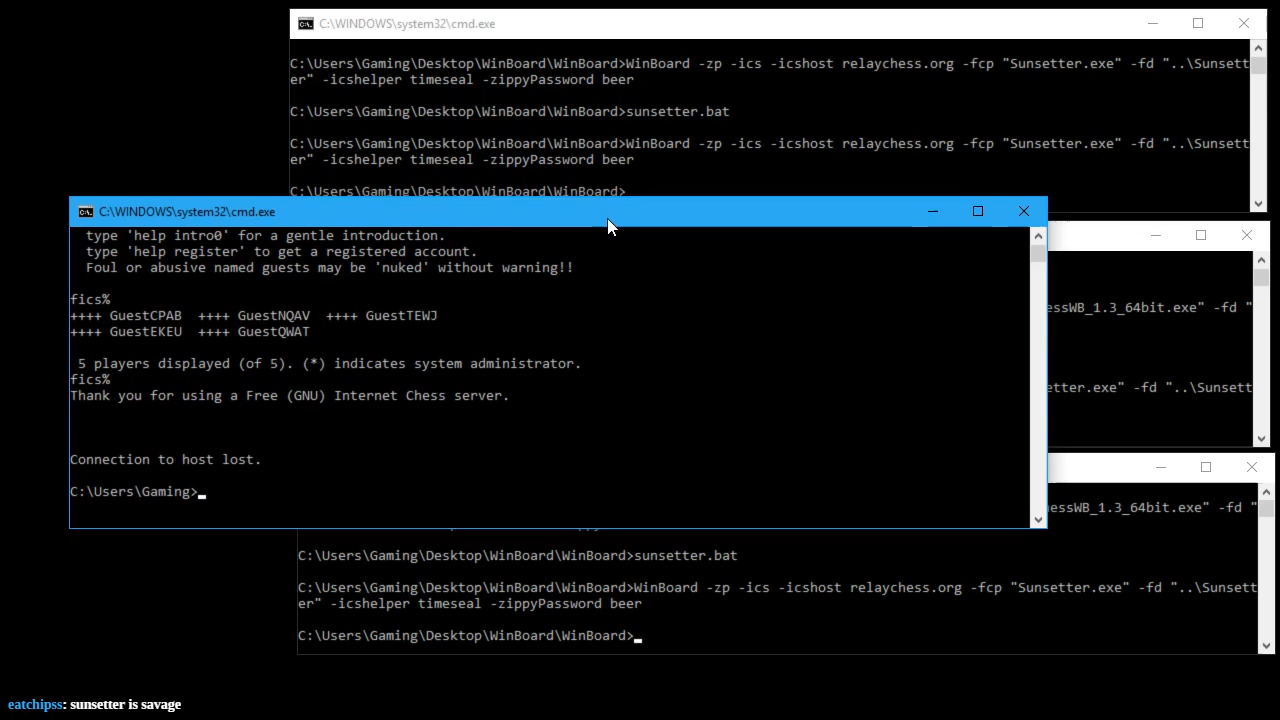 C:\WINDOWS\system32\cmd.exe
C:\Users\Gaming\Desktop\WinBoard\WinBoard>WinBoard -zp -ics -icshost relaychess.org -fcp "Sunsetter.exe" -fd "..\Sunsett
er" -icshelper timeseal -zippyPassword beer
C:\Users\Gaming\Desktop\WinBoard\WinBoard>sunsetter.bat
C:\Users\Gaming\Desktop\WinBoard\WinBoard>WinBoard -zp -ics -icshost relaychess.org -fcp "Sunsetter.exe" -fd "..\Sunsett
er" -icshelper timeseal -zippyPassword beer
C:\Users\Gaming\Desktop\WinBoard\WinBoard>
C:\WINDOWS\system32\cmd.exe
type 'help intro0' for a gentle introduction.
type 'help register' to get a registered account.
Foul or abusive named guests may be 'nuked' without warning!!
fics%
++++ GuestCPAB  ++++ GuestNQAV  ++++ GuestTEWJ
++++ GuestEKEU  ++++ GuestQWAT
5 players displayed (of 5). (*) indicates system administrator.
fics%
Thank you for using a Free (GNU) Internet Chess server.
Connection to host lost.
C:\Users\Gaming>
essWB_1.3_64bit.exe" -fd "
etter.exe" -fd "..\Sunsett
essWB_1.3_64bit.exe" -fd "
C:\Users\Gaming\Desktop\WinBoard\WinBoard>sunsetter.bat
C:\Users\Gaming\Desktop\WinBoard\WinBoard>WinBoard -zp -ics -icshost relaychess.org -fcp "Sunsetter.exe" -fd "..\Sunsett
er" -icshelper timeseal -zippyPassword beer
C:\Users\Gaming\Desktop\WinBoard\WinBoard>
eatchipss: sunsetter is savage